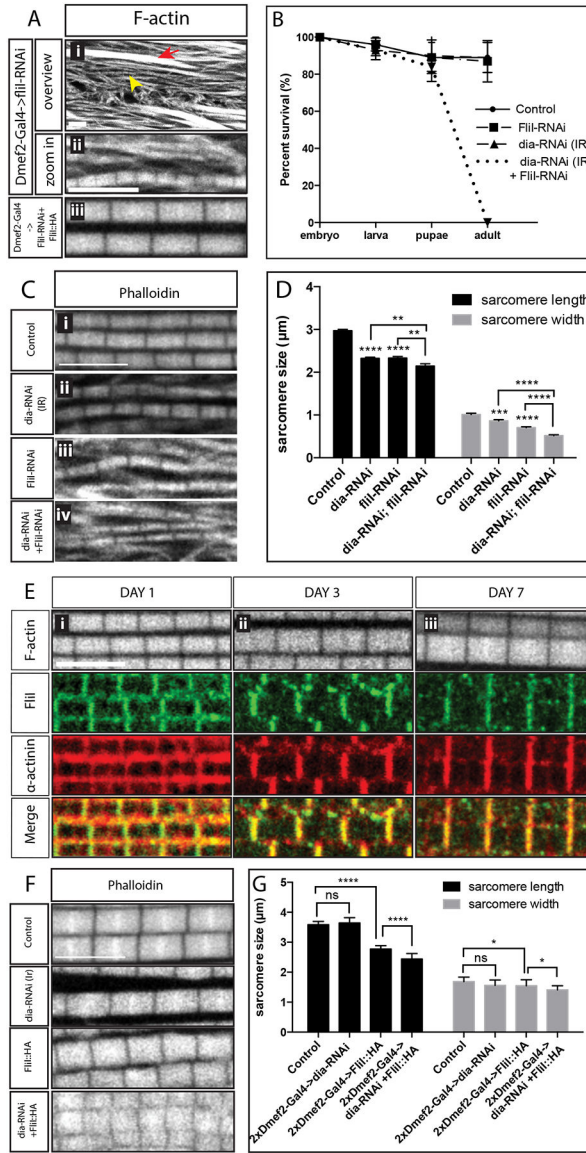 A
F-actin
Dmef2-Gal4->fliI-RNAi
overview
zoom in
i
ii
Dmef2-Gal4
->
FliI-RNAi+
FliI::HA
iii
B
Percent survival (%)
100
80
60
40
20
0
embryo
larva
pupae
adult
Control
FliI-RNAi
dia-RNAi (IR)
dia-RNAi (IR)
+ FliI-RNAi
C
Phalloidin
Control
i
dia-RNAi
(IR)
ii
FliI-RNAi
iii
dia-RNAi
+FliI-RNAi
iv
D
sarcomere size (μm)
4
3
2
1
0
sarcomere length
sarcomere width
**
**
****
****
****
****
***
****
Control
dia-RNAi
fliI-RNAi
dia-RNAi; fliI-RNAi
Control
dia-RNAi
fliI-RNAi
dia-RNAi; fliI-RNAi
E
DAY 1
DAY 3
DAY 7
F-actin
i
ii
iii
FliI
α-actinin
Merge
F
Phalloidin
Control
dia-RNAi (Ir)
FliI::HA
dia-RNAi
+FliI::HA
G
sarcomere size (μm)
5
4
3
2
1
0
sarcomere length
sarcomere width
****
ns
****
*
ns
*
Control
2xDmef2-Gal4->dia-RNAi
2xDmef2-Gal4->FliI::HA
2xDmef2-Gal4->
dia-RNAi +FliI::HA
Control
2xDmef2-Gal4->dia-RNAi
2xDmef2-Gal4->FliI::HA
2xDmef2-Gal4->
dia-RNAi +FliI::HA